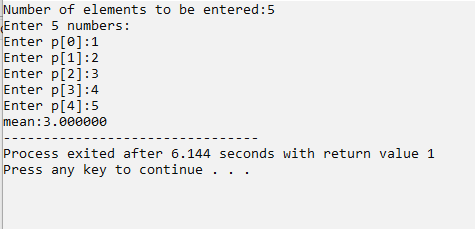 Number of elements to be entered:5
Enter 5 numbers:
Enter p[0]:1
Enter p[1]:2
Enter p[2]:3
Enter p[3]:4
Enter p[4]:5
mean:3.000000
--------------------------------
Process exited after 6.144 seconds with return value 1
Press any key to continue . . .